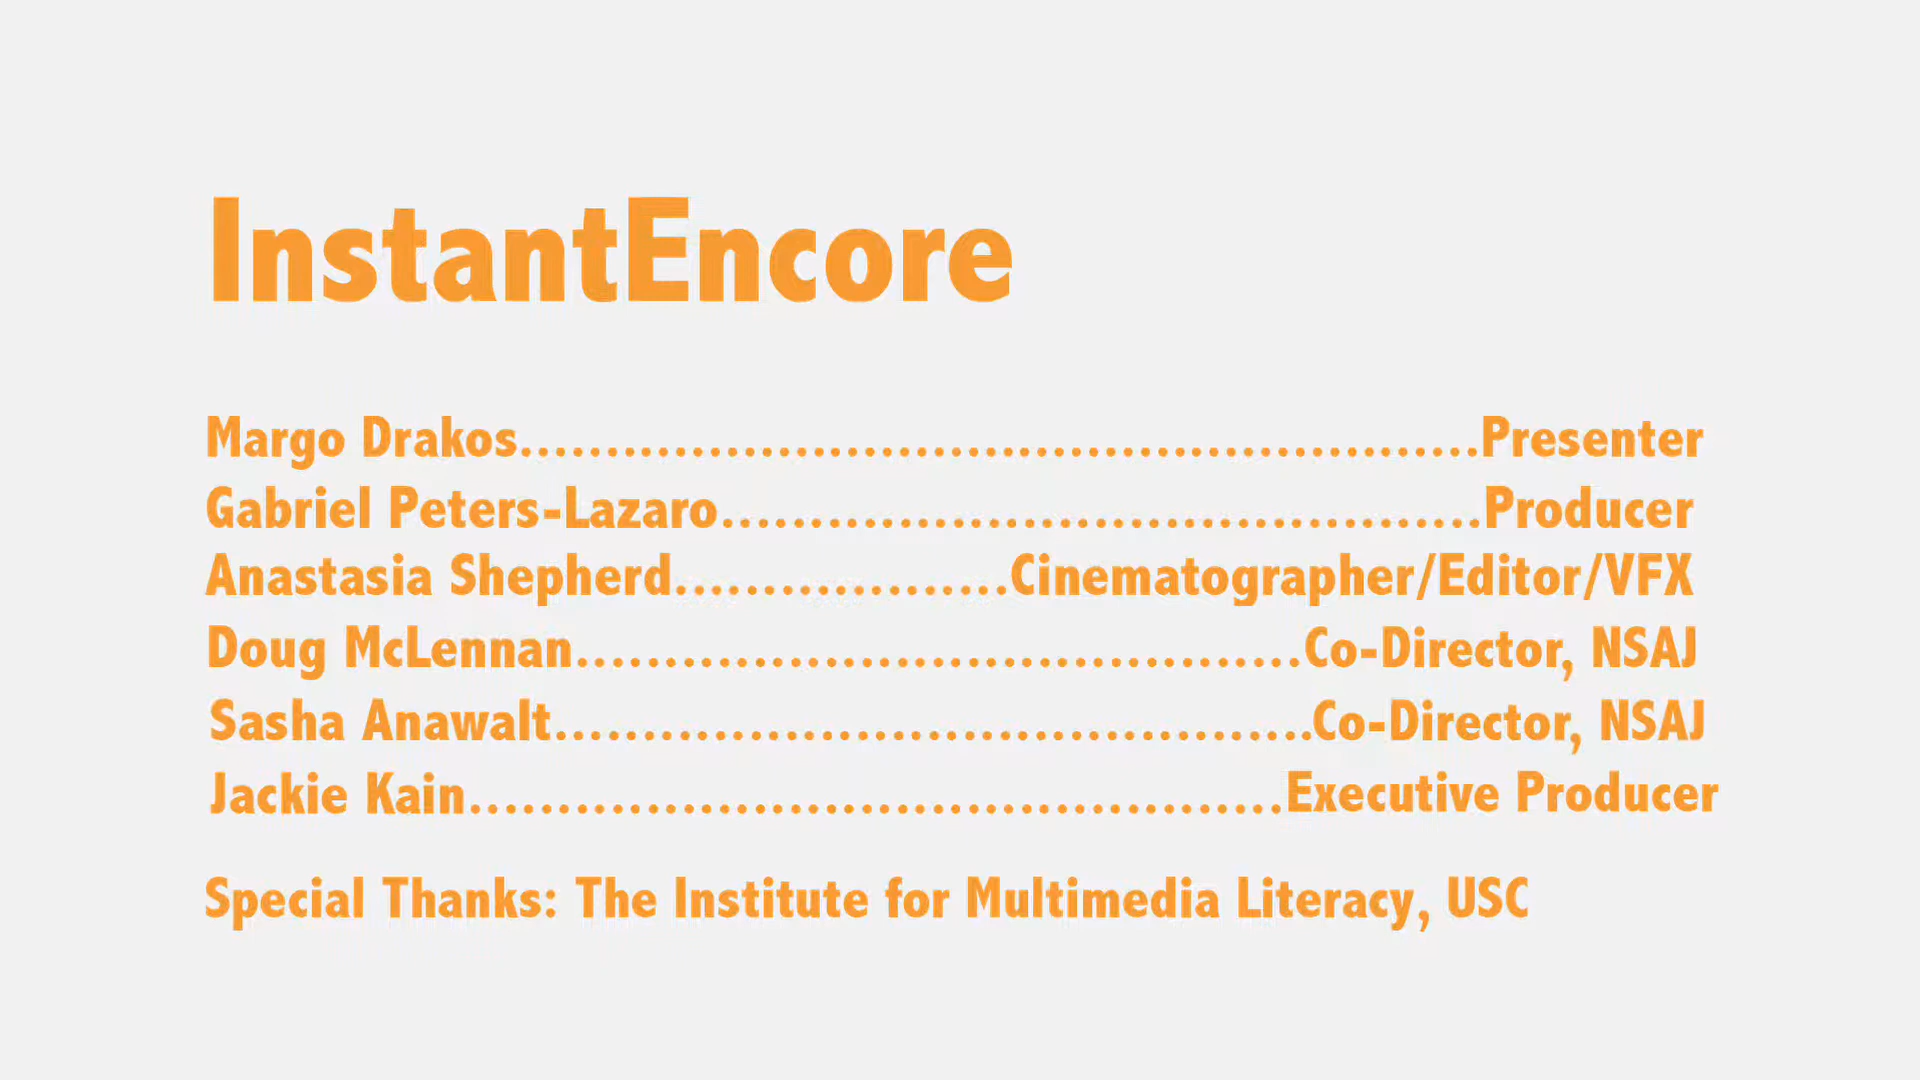 InstantEncore
Margo Drakos......................................................Presenter
Gabriel Peters-Lazaro...........................................Producer
Anastasia Shepherd...................Cinematographer/Editor/VFX
Doug McLennan.........................................Co-Director, NSAJ
Sasha Anawalt...........................................Co-Director, NSAJ
Jackie Kain..............................................Executive Producer
Special Thanks: The Institute for Multimedia Literacy, USC